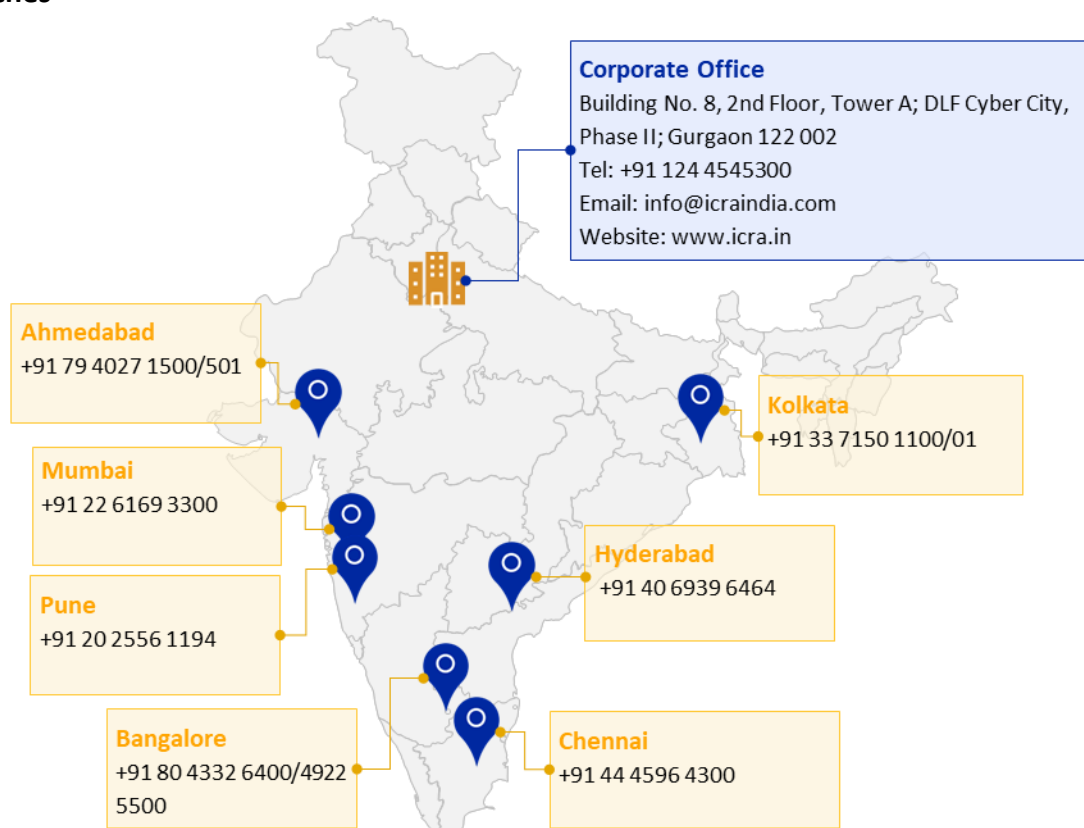 Corporate Office
Building No. 8, 2nd Floor, Tower A; DLF Cyber City,
Phase II; Gurgaon 122 002
Tel: +91 124 4545300
Email: info@icraindia.com
Website: www.icra.in
Ahmedabad
+91 79 4027 1500/501
Kolkata
+91 33 7150 1100/01
Mumbai
+91 22 6169 3300
Hyderabad
+91 40 6939 6464
Pune
+91 20 2556 1194
Bangalore
+91 80 4332 6400/4922
5500
Chennai
+91 44 4596 4300